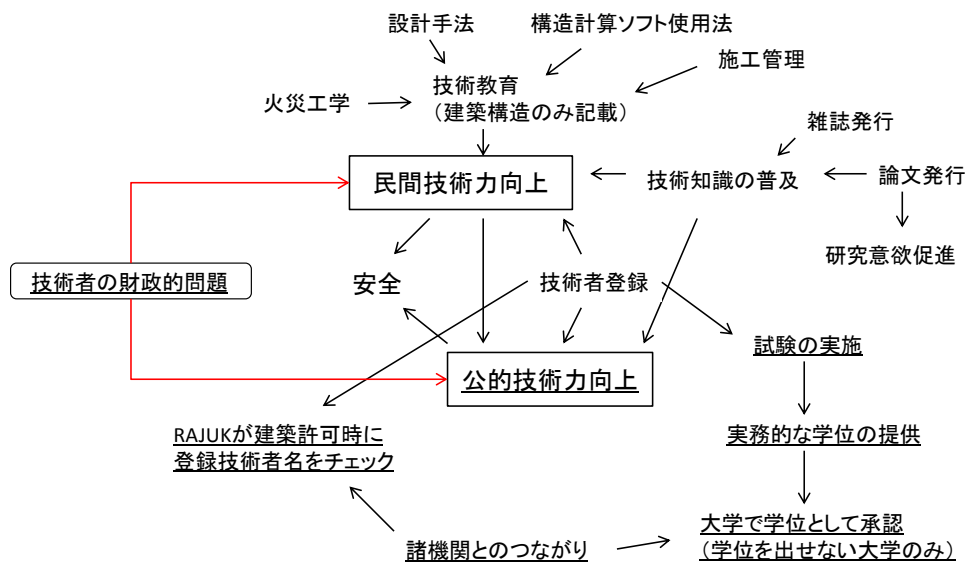 設計手法
構造計算ソフト使用法
施工管理
技術教育
（建築構造のみ記載）
火災工学
雑誌発行
民間技術力向上
技術知識の普及
論文発行
研究意欲促進
技術者の財政的問題
安全
技術者登録
試験の実施
公的技術力向上
RAJUKが建築許可時に
登録技術者名をチェック
実務的な学位の提供
大学で学位として承認
（学位を出せない大学のみ）
諸機関とのつながり